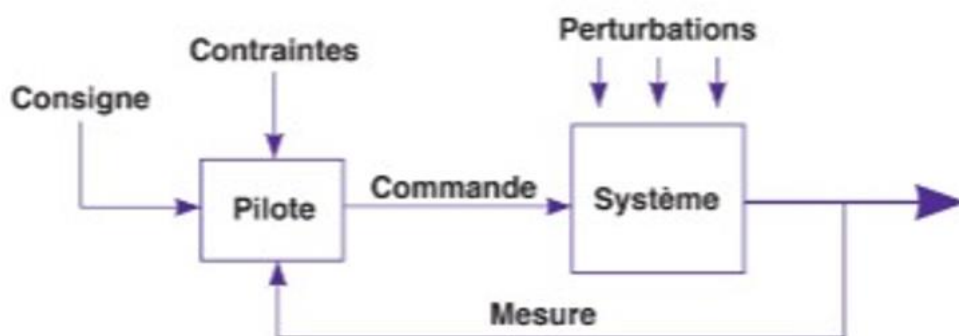 Perturbations
Contraintes
Consigne
Pilote
Commande
Système
Mesure